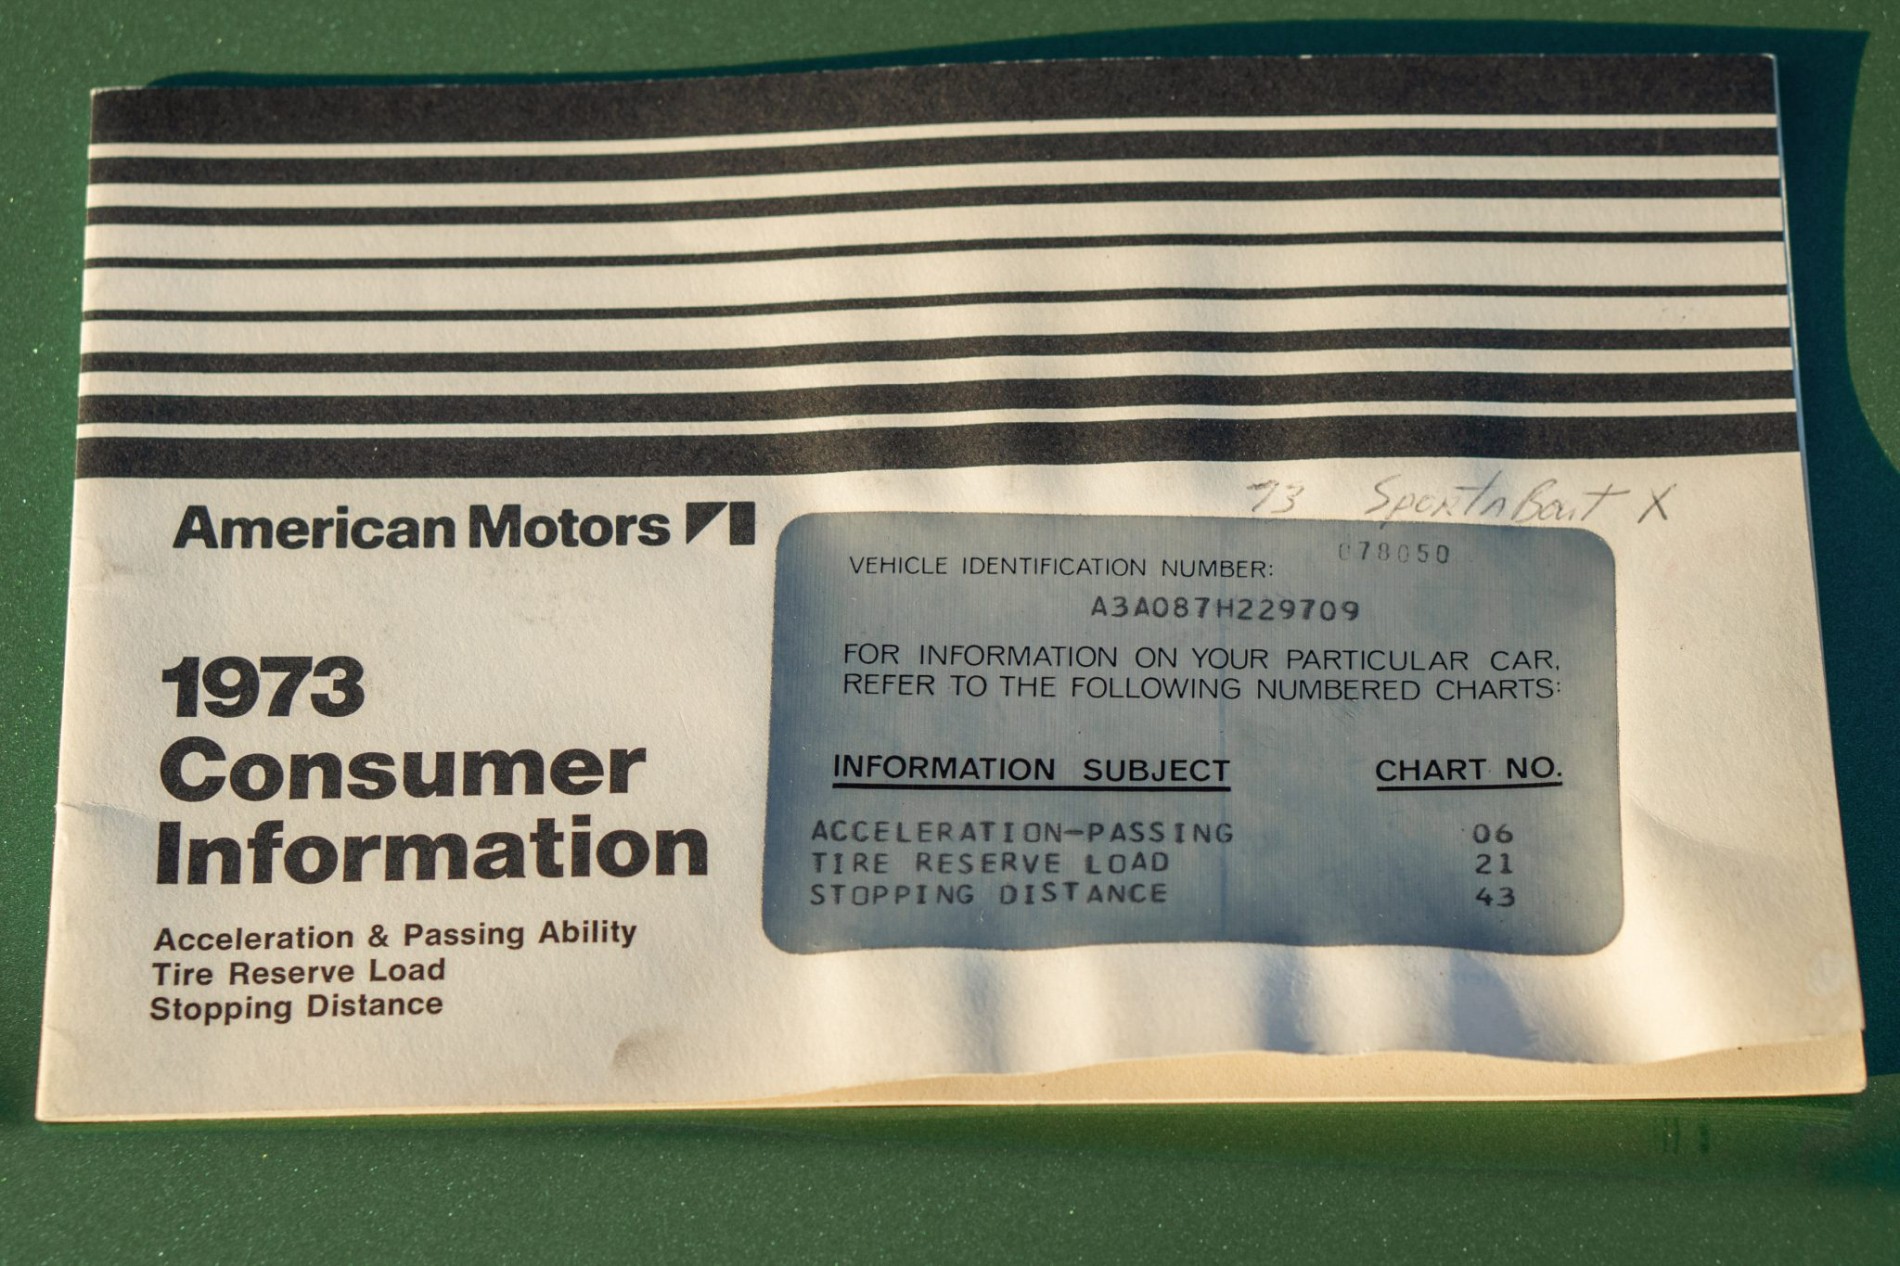 American Motors
'73 SportABout X
078050
VEHICLE IDENTIFICATION NUMBER:
A3A087H229709
FOR INFORMATION ON YOUR PARTICULAR CAR,
REFER TO THE FOLLOWING NUMBERED CHARTS:
INFORMATION SUBJECT CHART NO.
ACCELERATION-PASSING 06
TIRE RESERVE LOAD 21
STOPPING DISTANCE 43
1973
Consumer
Information
Acceleration & Passing Ability
Tire Reserve Load
Stopping Distance